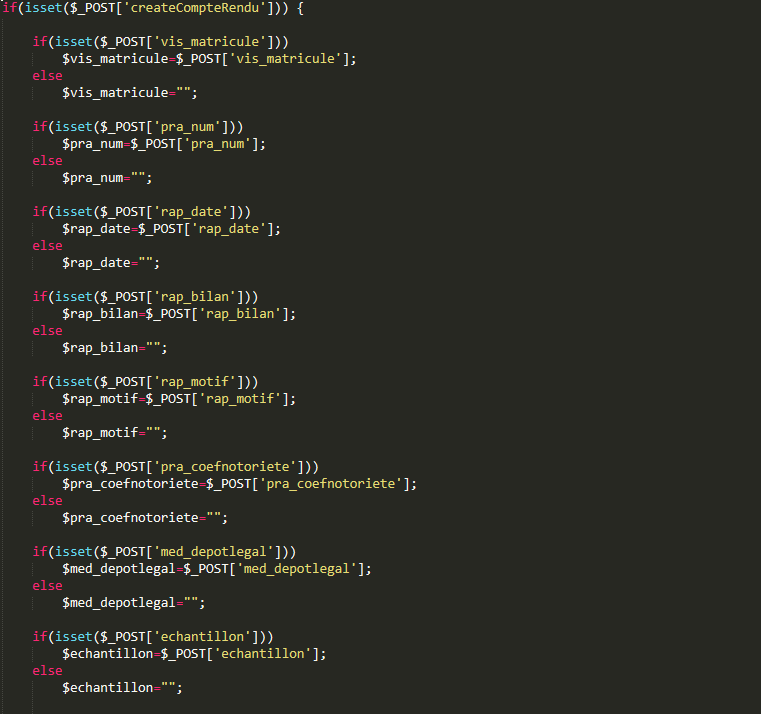 if(isset($_POST['createCompteRendu'])) {
if(isset($_POST['vis_matricule']))
$vis_matricule=$_POST['vis_matricule'];
else
$vis_matricule="";
if(isset($_POST['pra_num']))
$pra_num=$_POST['pra_num'];
else
$pra_num="";
if(isset($_POST['rap_date']))
$rap_date=$_POST['rap_date'];
else
$rap_date="";
if(isset($_POST['rap_bilan']))
$rap_bilan=$_POST['rap_bilan'];
else
$rap_bilan="";
if(isset($_POST['rap_motif']))
$rap_motif=$_POST['rap_motif'];
else
$rap_motif="";
if(isset($_POST['pra_coefnotoriete']))
$pra_coefnotoriete=$_POST['pra_coefnotoriete'];
else
$pra_coefnotoriete="";
if(isset($_POST['med_depotlegal']))
$med_depotlegal=$_POST['med_depotlegal'];
else
$med_depotlegal="";
if(isset($_POST['echantillon']))
$echantillon=$_POST['echantillon'];
else
$echantillon="";